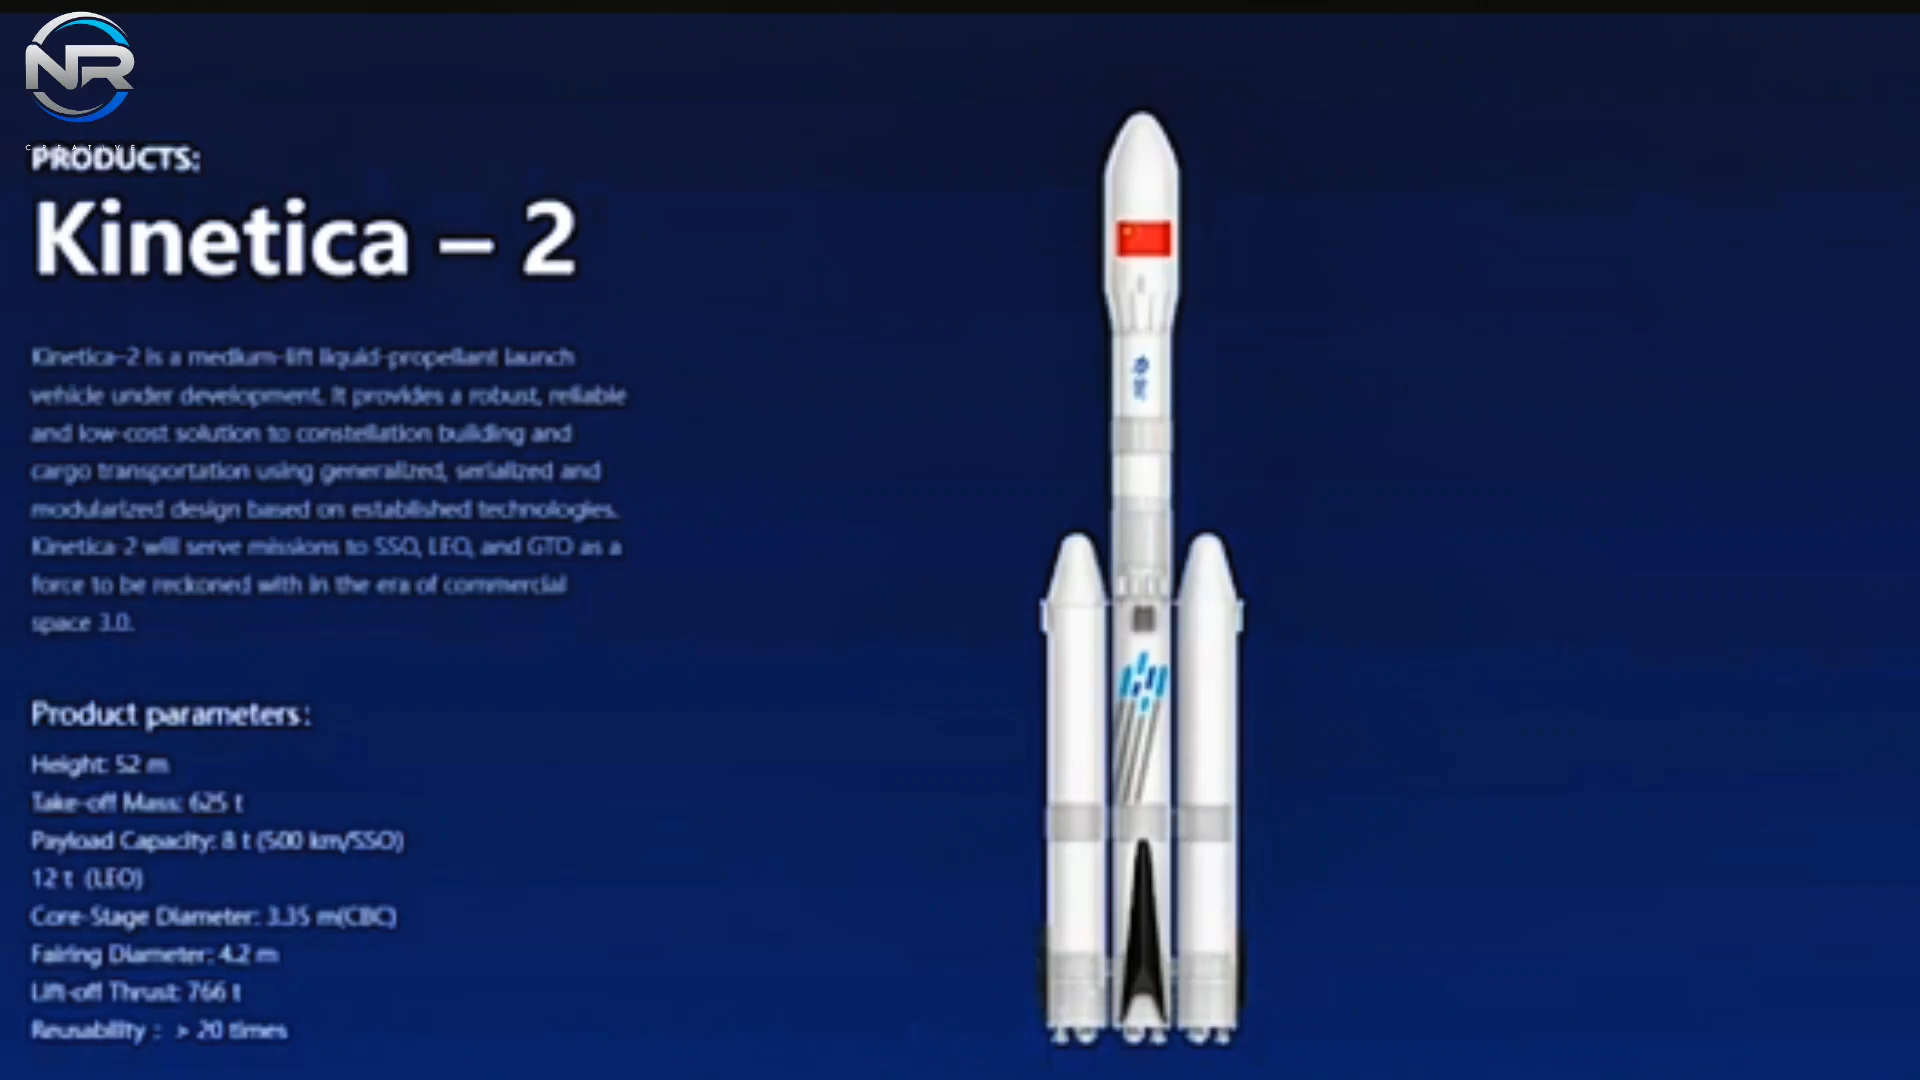 NR
CREATIVE
PRODUCTS:
Kinetica – 2
Kinetica-2 is a medium-lift liquid-propellant launch
vehicle under development. It provides a robust, reliable
and low-cost solution to constellation building and
cargo transportation using generalized, serialized and
modularized design based on established technologies.
Kinetica-2 will serve missions to SSO, LEO, and GTO as a
force to be reckoned with in the era of commercial
space 3.0.
Product parameters:
Height: 52 m
Take-off Mass: 625 t
Payload Capacity: 8 t (500 km/SSO)
12 t (LEO)
Core-Stage Diameter: 3.35 m(CBC)
Fairing Diameter: 4.2 m
Lift-off Thrust: 766 t
Reusability : > 20 times